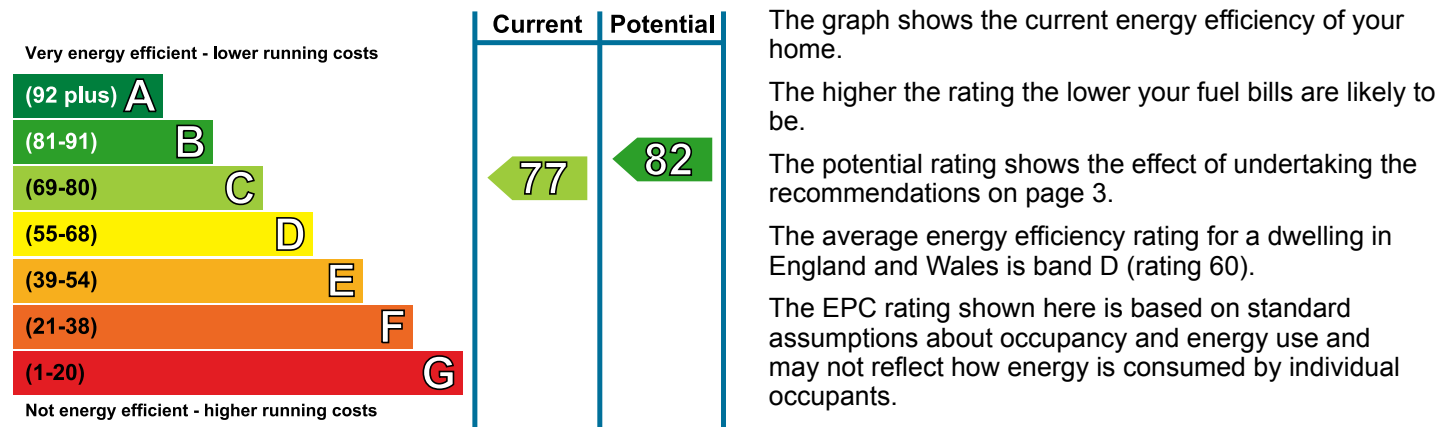 Current Potential
Very energy efficient - lower running costs
(92 plus) A
(81-91) B
(69-80) C
(55-68) D
(39-54) E
(21-38) F
(1-20) G
Not energy efficient - higher running costs
77
82
The graph shows the current energy efficiency of your
home.
The higher the rating the lower your fuel bills are likely to
be.
The potential rating shows the effect of undertaking the
recommendations on page 3.
The average energy efficiency rating for a dwelling in
England and Wales is band D (rating 60).
The EPC rating shown here is based on standard
assumptions about occupancy and energy use and
may not reflect how energy is consumed by individual
occupants.